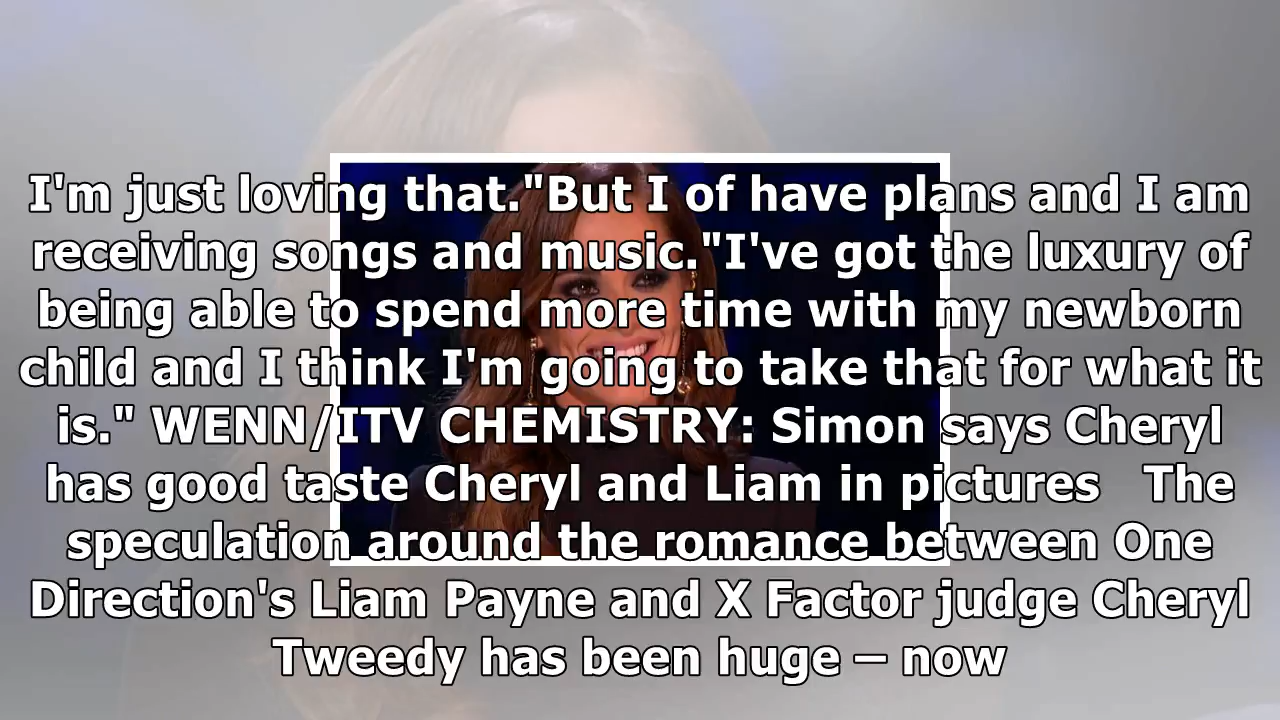 I'm just loving that."But I of have plans and I am
receiving songs and music."I've got the luxury of
being able to spend more time with my newborn
child and I think I'm going to take that for what it
is." WENN/ITV CHEMISTRY: Simon says Cheryl
has good taste Cheryl and Liam in pictures   The
speculation around the romance between One
Direction's Liam Payne and X Factor judge Cheryl
Tweedy has been huge – now